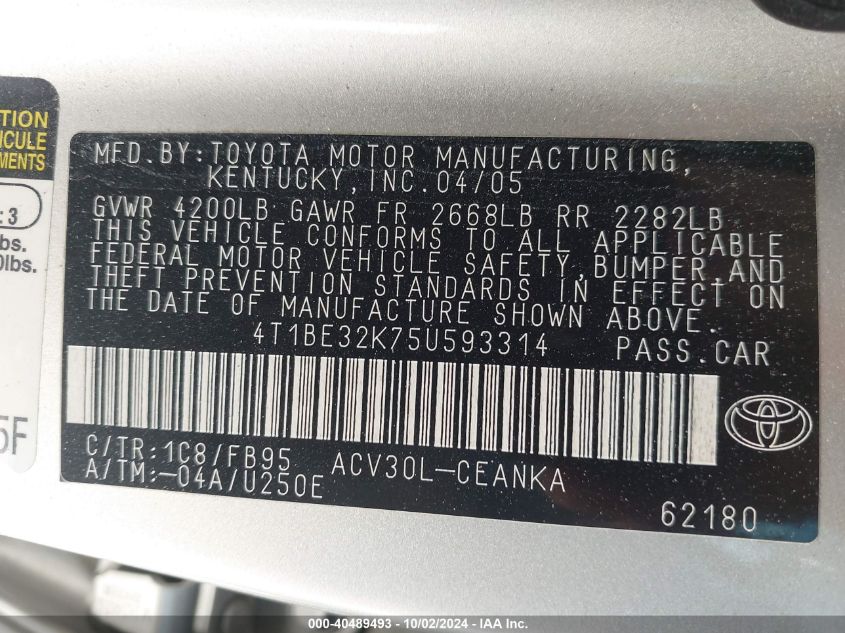 TION
HICULE
MENTS
: 3
bs.
0lbs.
5F
MFD.BY:TOYOTA MOTOR MANUFACTURING,
KENTUCKY,INC.04/05
GVWR 4200LB GAWR FR 2668LB RR 2282LB
THIS VEHICLE CONFORMS TO ALL APPLICABLE
FEDERAL MOTOR VEHICLE SAFETY,BUMPER,AND
THEFT PREVENTION STANDARDS IN EFFECT ON
THE DATE OF MANUFACTURE SHOWN ABOVE.
4T1BE32K75U593314 PASS.CAR
C/TR:1C8/FB95 ACV30L-CEANKA
A/TM:-04A/U250E
62180
000-40489493 - 10/02/2024 - IAA Inc.